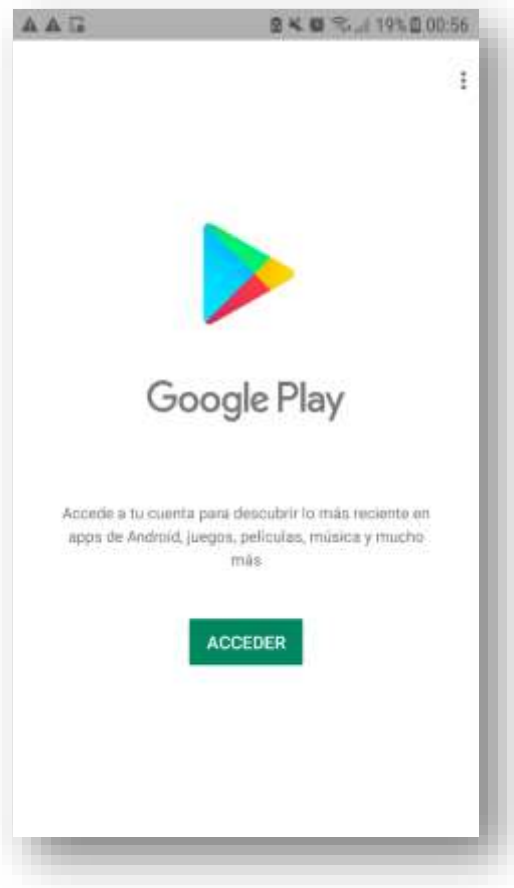 19% 00:56
Google Play
Accede a tu cuenta para descubrir lo más reciente en
apps de Android, juegos, películas, música y mucho
más
ACCEDER